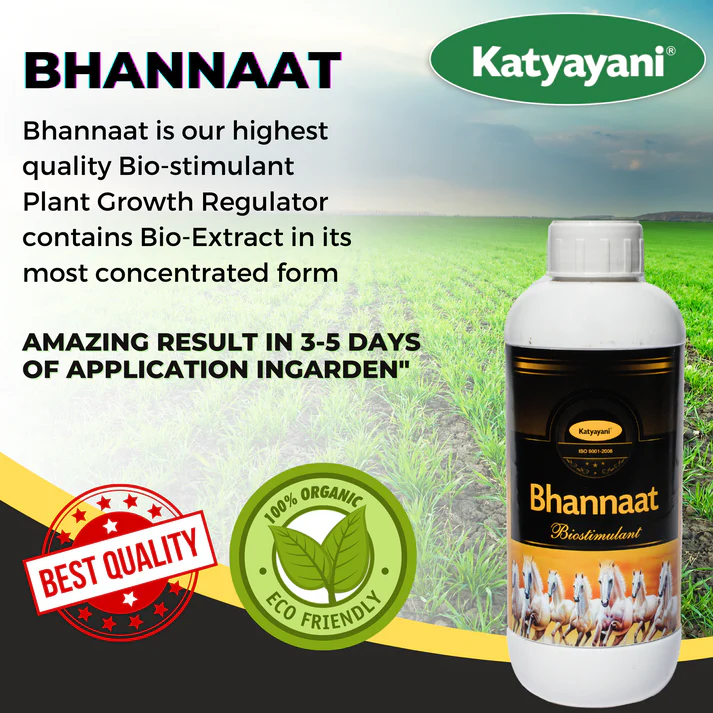 BHANNAAT
Katyayani®
Bhannaat is our highest
quality Bio-stimulant
Plant Growth Regulator
contains Bio-Extract in its
most concentrated form
AMAZING RESULT IN 3-5 DAYS
OF APPLICATION INGARDEN"
BEST QUALITY
100% ORGANIC
• ECO FRIENDLY •
Katyayani
ISO 9001-2008
Bhannaat
Biostimulant